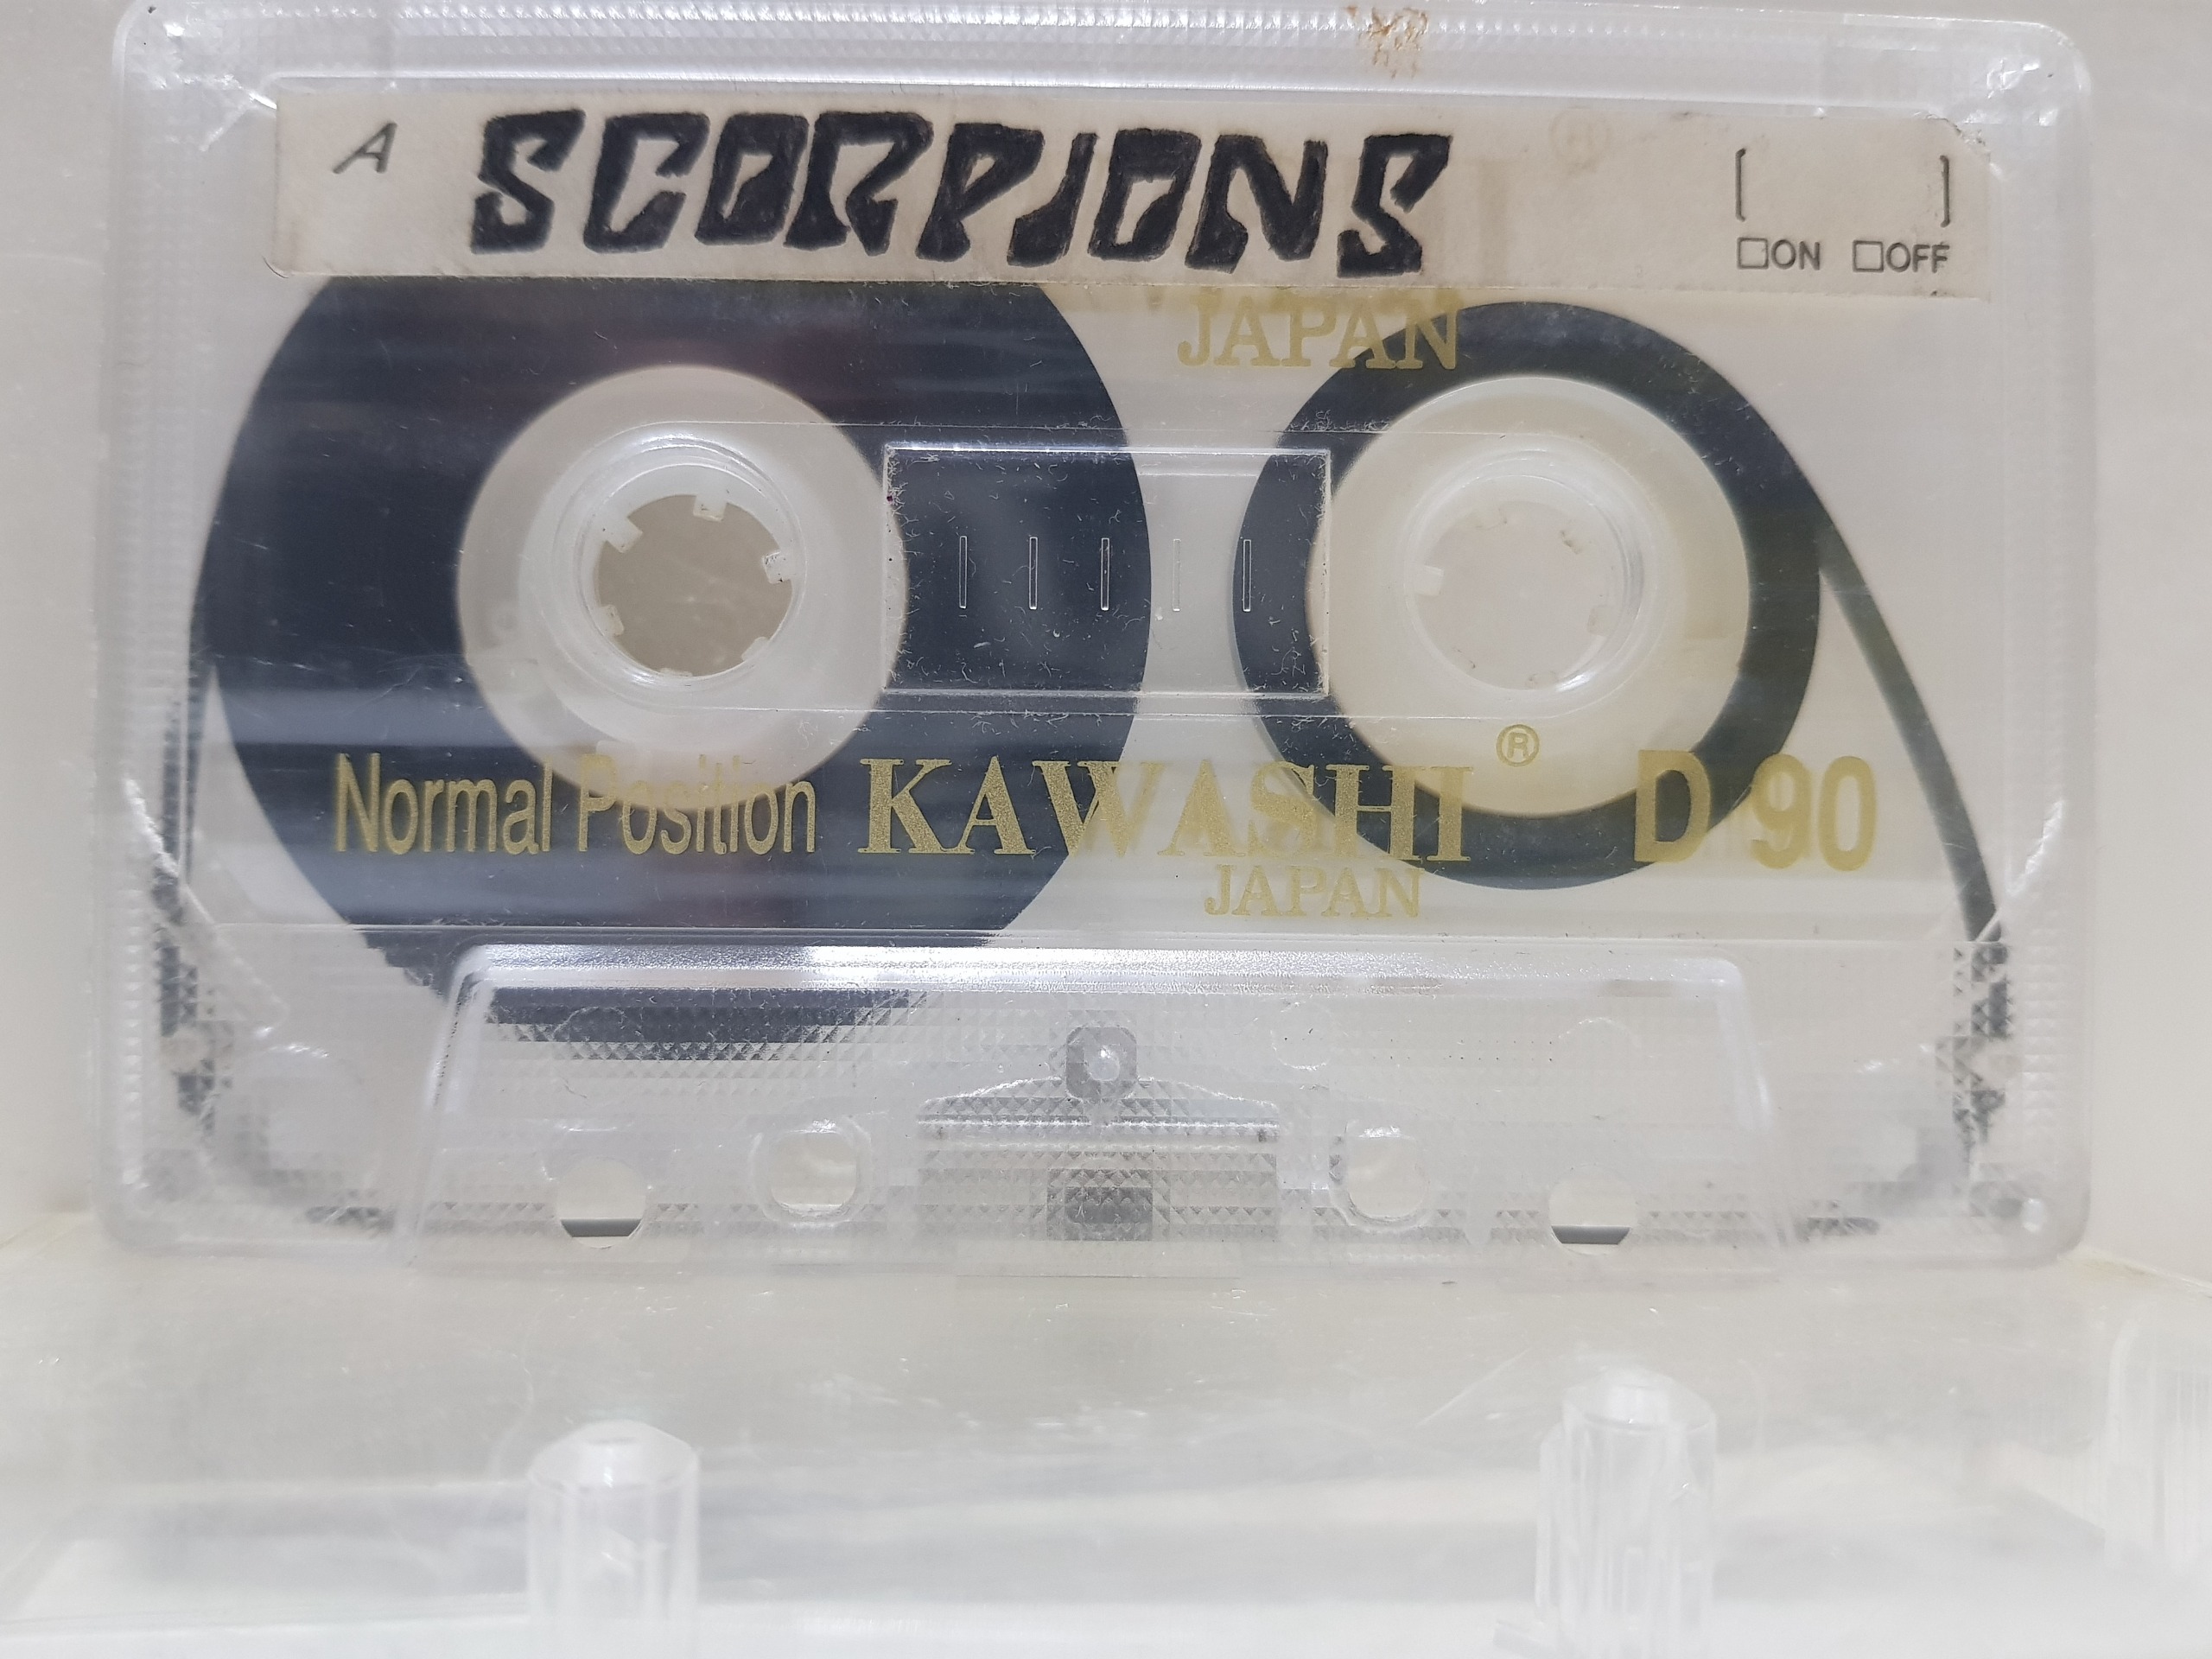 A SCORPIONS [ ]
□ON □OFF
JAPAN
Normal Position KAWASHI® D 90
JAPAN